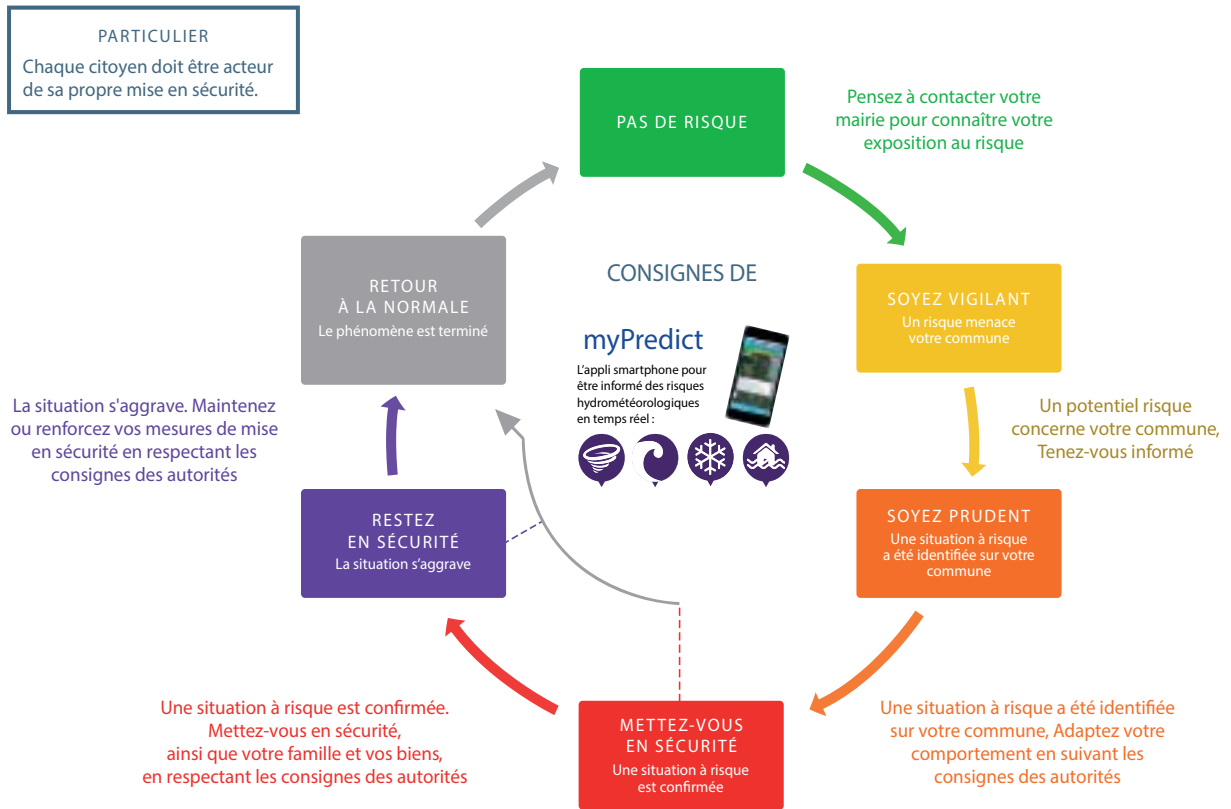 PARTICULIER
Chaque citoyen doit être acteur
de sa propre mise en sécurité.
PAS DE RISQUE
Pensez à contacter votre
mairie pour connaître votre
exposition au risque
RETOUR
À LA NORMALE
Le phénomène est terminé
CONSIGNES DE
SOYEZ VIGILANT
Un risque menace
votre commune
myPredict
L'appli smartphone pour
être informé des risques
hydrométéorologiques
en temps réel :
La situation s'aggrave. Maintenez
ou renforcez vos mesures de mise
en sécurité en respectant les
consignes des autorités
Un potentiel risque
concerne votre commune,
Tenez-vous informé
RESTEZ
EN SÉCURITÉ
La situation s’aggrave
SOYEZ PRUDENT
Une situation à risque
a été identifiée sur votre
commune
Une situation à risque est confirmée.
Mettez-vous en sécurité,
ainsi que votre famille et vos biens,
en respectant les consignes des autorités
METTEZ-VOUS
EN SÉCURITÉ
Une situation à risque
est confirmée
Une situation à risque a été identifiée
sur votre commune, Adaptez votre
comportement en suivant les
consignes des autorités